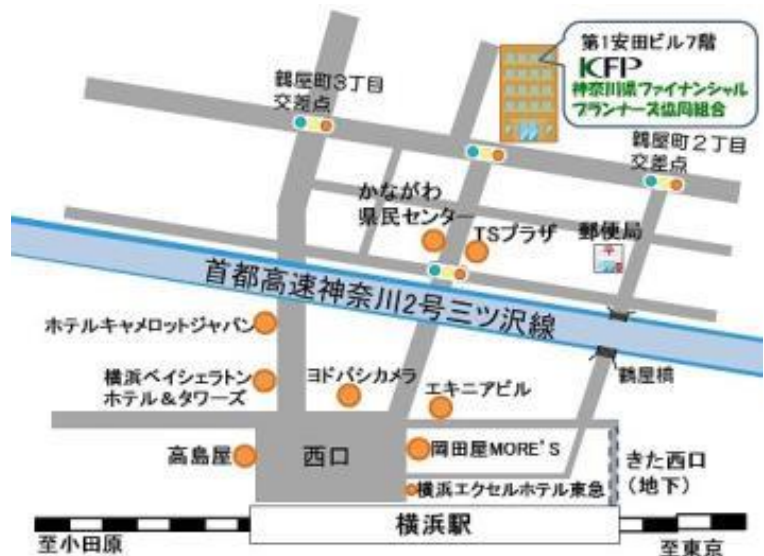 第1安田ビル7階
KFP
神奈川県ファイナンシャル
プランナーズ協同組合
鶴屋町3丁目
交差点
鶴屋町2丁目
交差点
かながわ
県民センター
TSプラザ
郵便局
首都高速神奈川2号三ツ沢線
ホテルキャメロットジャパン
横浜ベイシェラトン
ホテル&タワーズ
ヨドバシカメラ
エキニアビル
鶴屋橋
高島屋
西口
岡田屋MORE'S
きた西口
(地下)
横浜エクセルホテル東急
横浜駅
至小田原
至東京